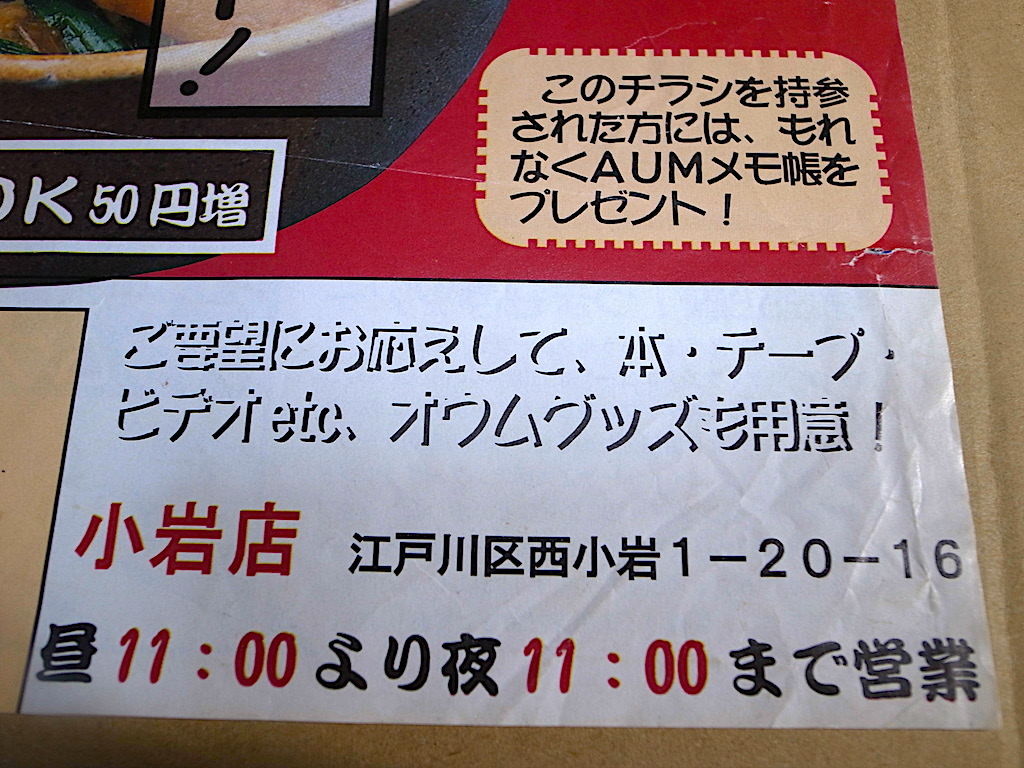 ！
このチラシを持参
された方には、もれ
なくAUMメモ帳を
プレゼント！
OK 50円増
ご要望にお応えして、本・テープ・
ビデオetc、オウムグッズも用意！
小岩店 江戸川区西小岩1－20－16
昼11：00より夜11：00まで営業